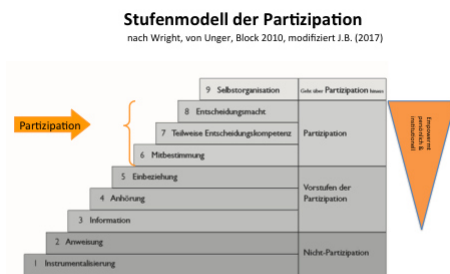 Stufenmodell der Partizipation
nach Wright, von Unger, Block 2010, modifiziert J.B. (2017)
9 Selbstorganisation
Geht über Partizipation hinaus
8 Entscheidungsmacht
Partizipation
7 Teilweise Entscheidungskompetenz
Partizipation
6 Mitbestimmung
5 Einbeziehung
Vorstufen der
Partizipation
4 Anhörung
3 Information
2 Anweisung
Nicht-Partizipation
1 Instrumentalisierung
persönlich &
institutionell